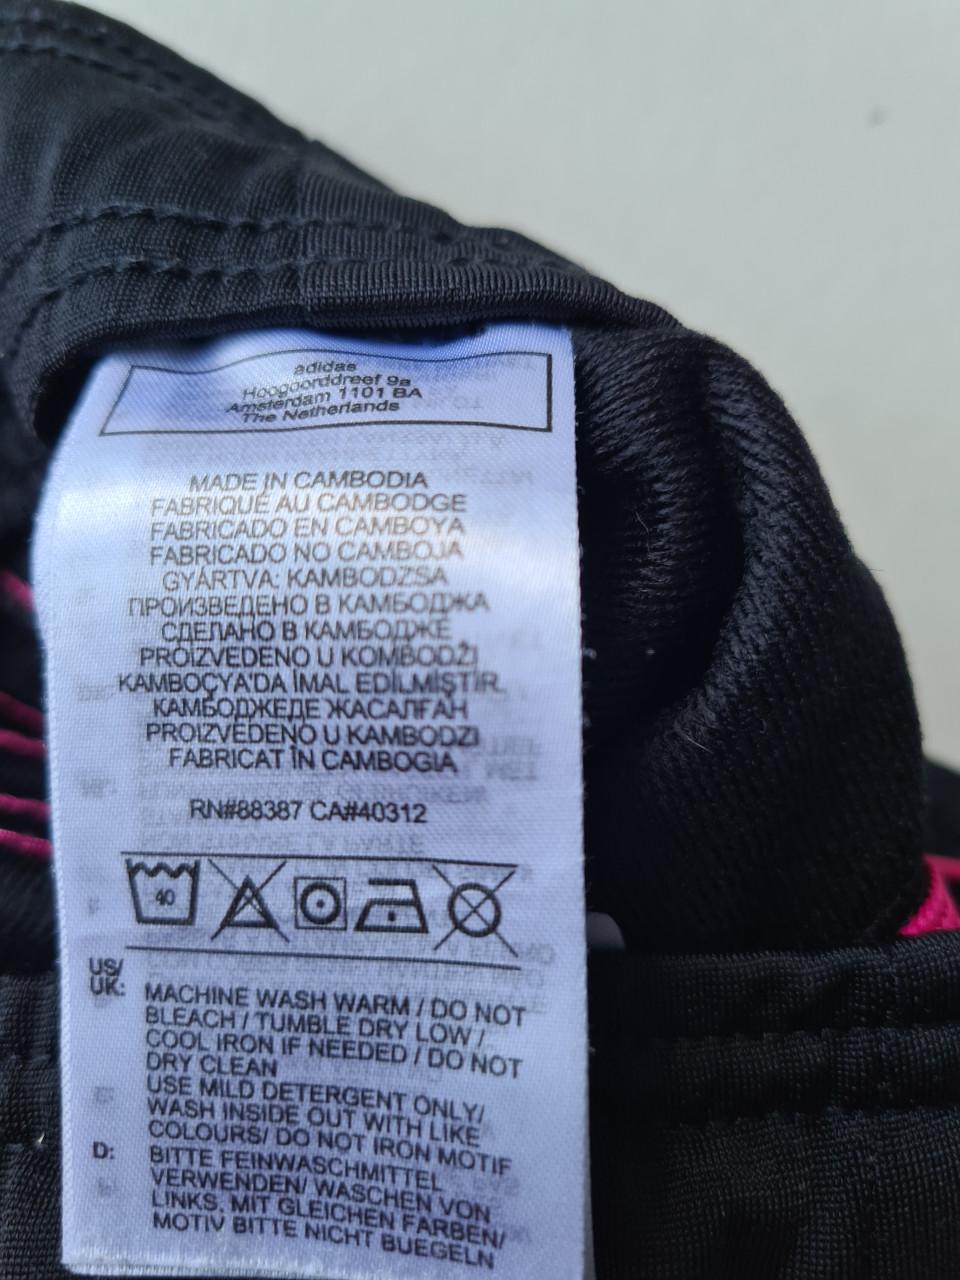 adidas
Hoogoorddreef 9a
Amsterdam 1101 BA
The Netherlands
MADE IN CAMBODIA
FABRIQUÉ AU CAMBODGE
FABRICADO EN CAMBOYA
FABRICADO NO CAMBOJA
GYÁRTVA: KAMBODZSA
ПРОИЗВЕДЕНО В КАМБОДЖА
СДЕЛАНО В КАМБОДЖЕ
PROIZVEDENO U KOMBODŽI
KAMBOÇYA'DA İMAL EDİLMİŞTİR.
КАМБОДЖЕДЕ ЖАСАЛҒАН
PROIZVEDENO U KAMBODZI
FABRICAT ÎN CAMBOGIA
RN#88387 CA#40312
40
US/
UK:
MACHINE WASH WARM / DO NOT
BLEACH / TUMBLE DRY LOW /
COOL IRON IF NEEDED / DO NOT
DRY CLEAN
USE MILD DETERGENT ONLY/
WASH INSIDE OUT WITH LIKE
COLOURS/ DO NOT IRON MOTIF
D:
BITTE FEINWASCHMITTEL
VERWENDEN/ WASCHEN VON
LINKS. MIT GLEICHEN FARBEN/
MOTIV BITTE NICHT BUEGELN